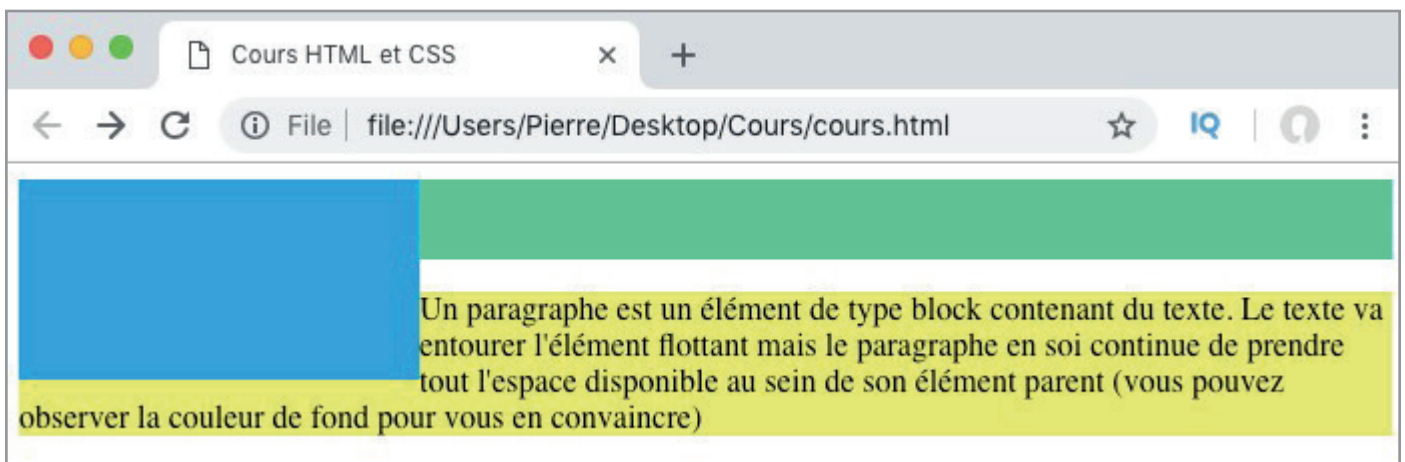 Cours HTML et CSS
File file:///Users/Pierre/Desktop/Cours/cours.html IQ
Un paragraphe est un élément de type block contenant du texte. Le texte va
entourer l'élément flottant mais le paragraphe en soi continue de prendre
tout l'espace disponible au sein de son élément parent (vous pouvez
observer la couleur de fond pour vous en convaincre)